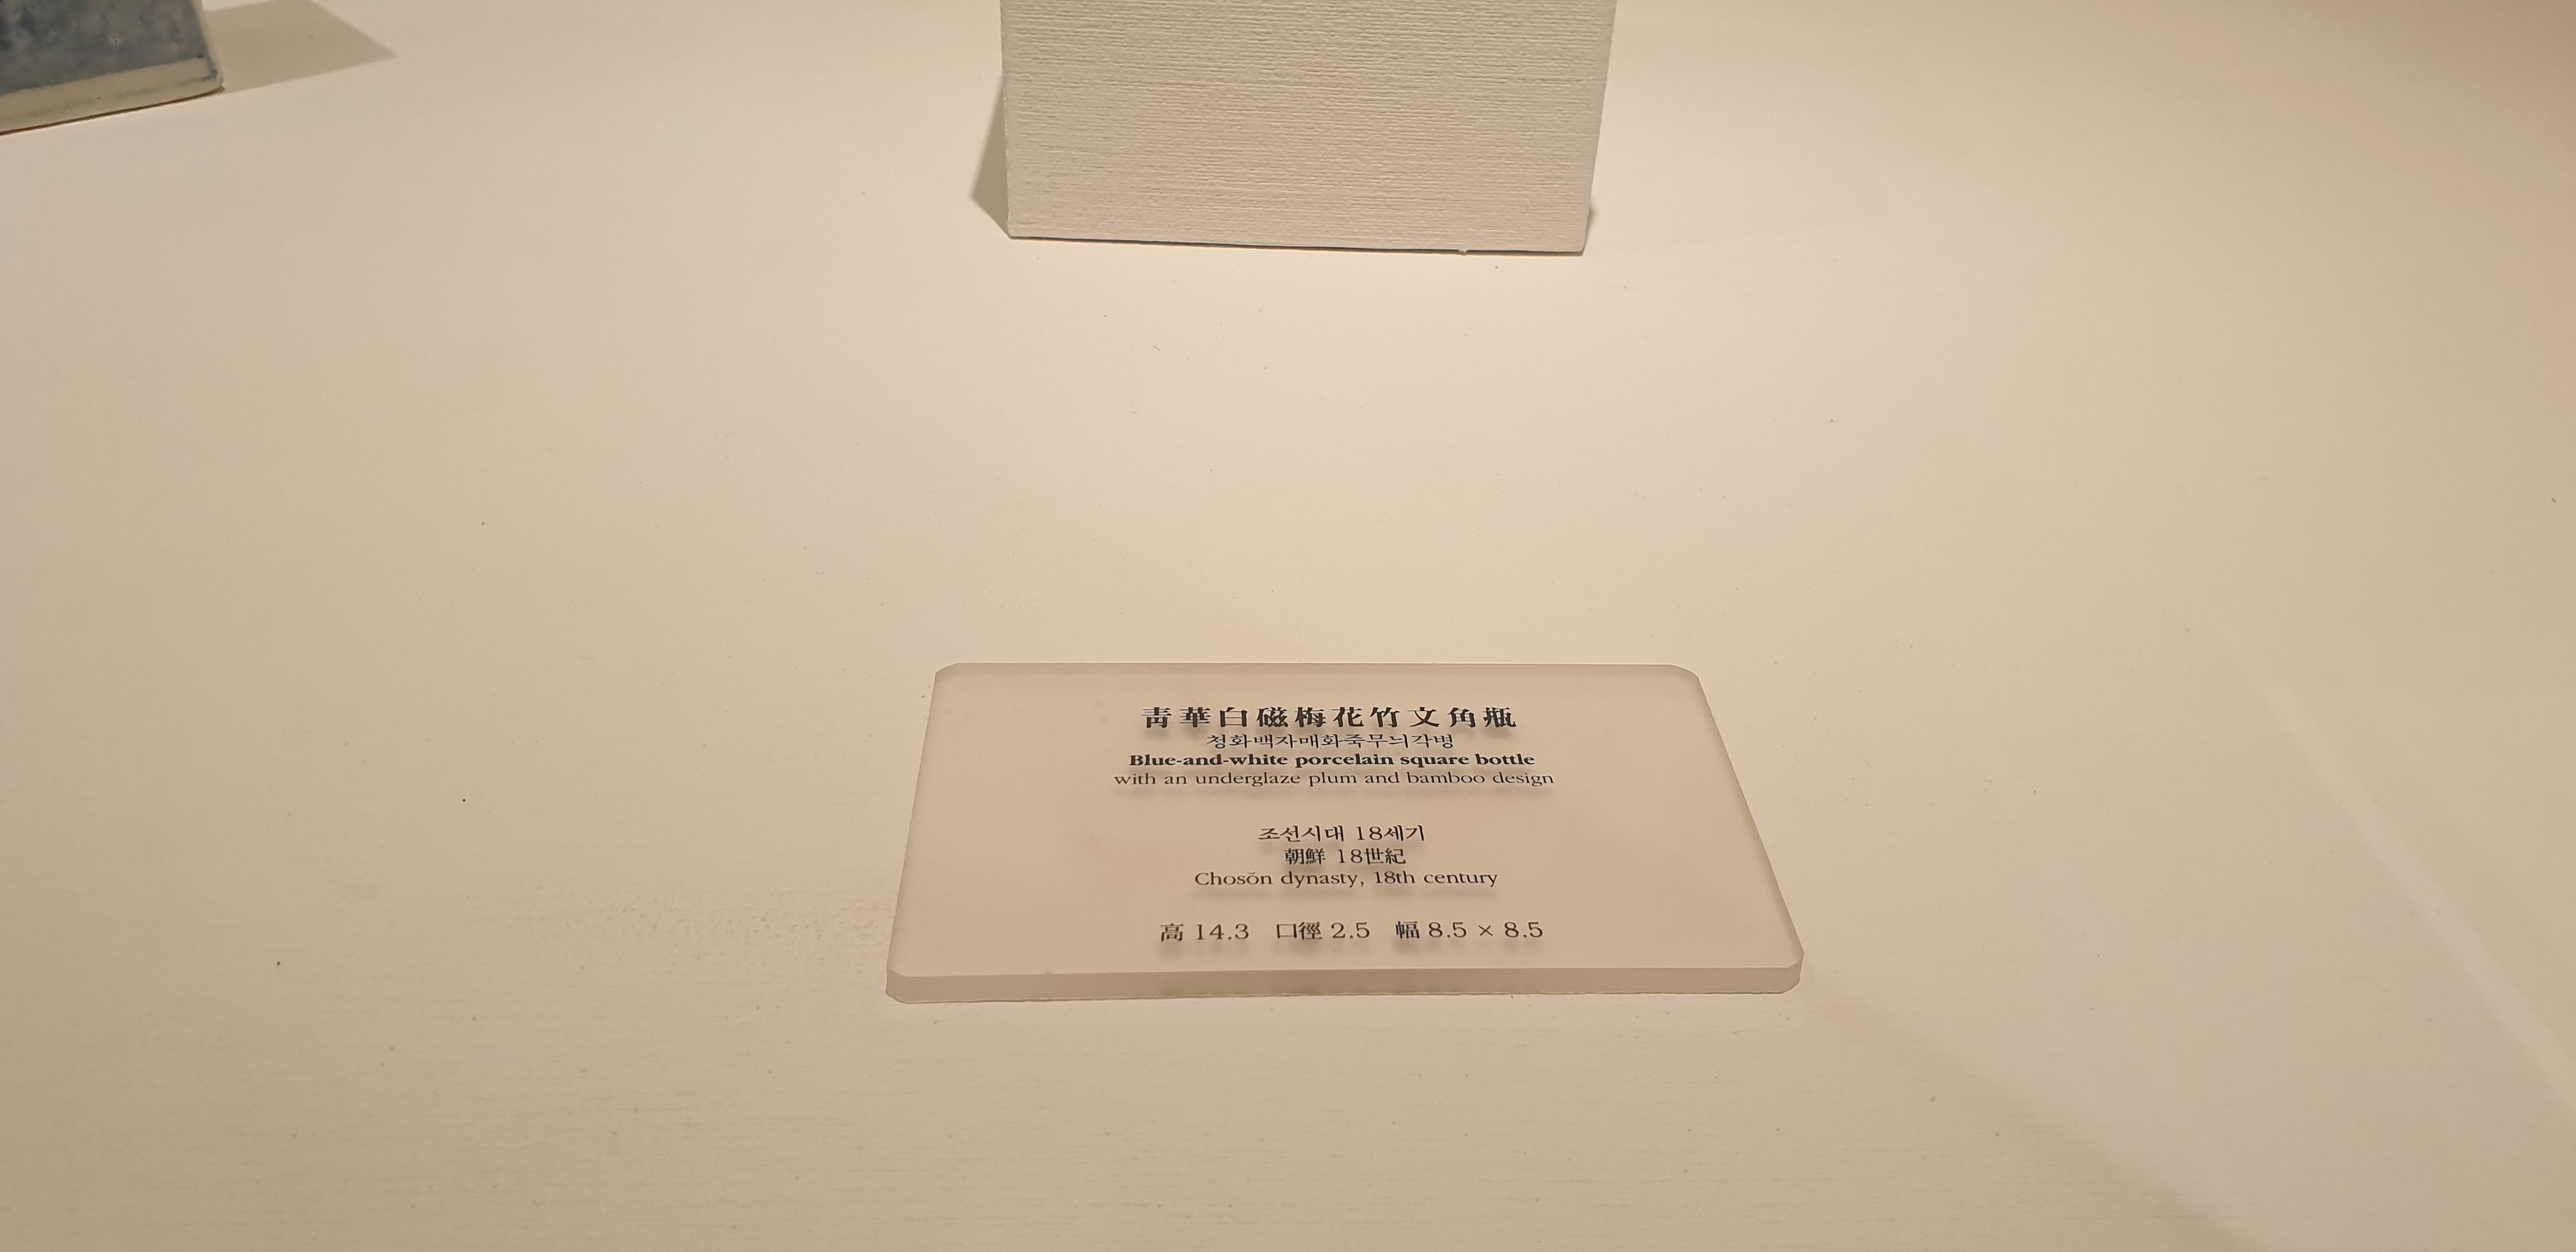 靑華白磁梅花竹文角甁
청화백자매화죽무늬각병
Blue-and-white porcelain square bottle
with an underglaze plum and bamboo design
조선시대 18세기
朝鮮 18世紀
Chosŏn dynasty, 18th century
高 14.3 口徑 2.5 幅 8.5 × 8.5